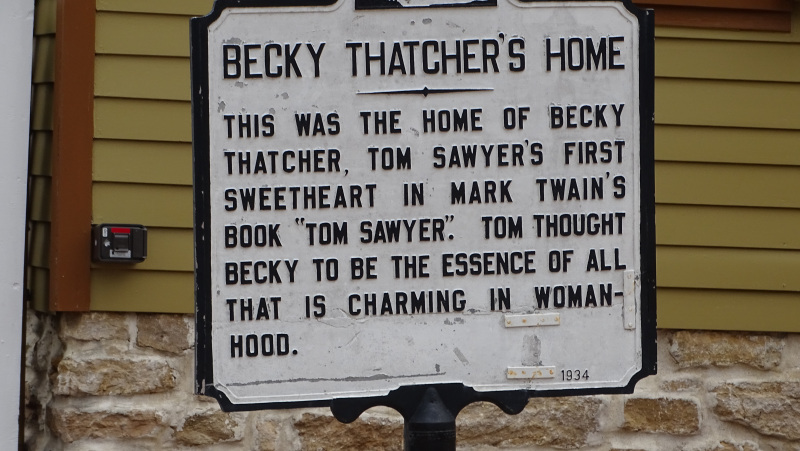 BECKY THATCHER'S HOME
THIS WAS THE HOME OF BECKY
THATCHER, TOM SAWYER'S FIRST
SWEETHEART IN MARK TWAIN'S
BOOK "TOM SAWYER". TOM THOUGHT
BECKY TO BE THE ESSENCE OF ALL
THAT IS CHARMING IN WOMAN-
HOOD.
1934